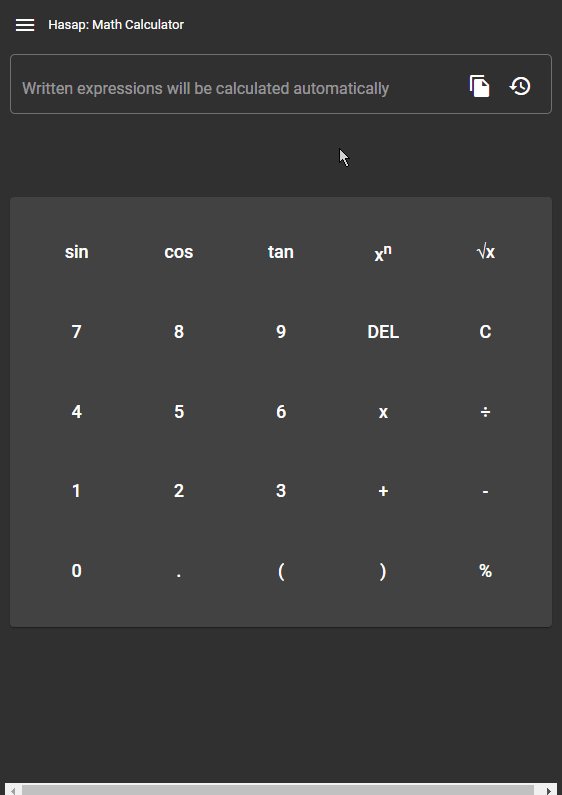 Hasap: Math Calculator
Written expressions will be calculated automatically
sin cos tan xⁿ √x
7 8 9 DEL C
4 5 6 x ÷
1 2 3 + -
0 . ( ) %